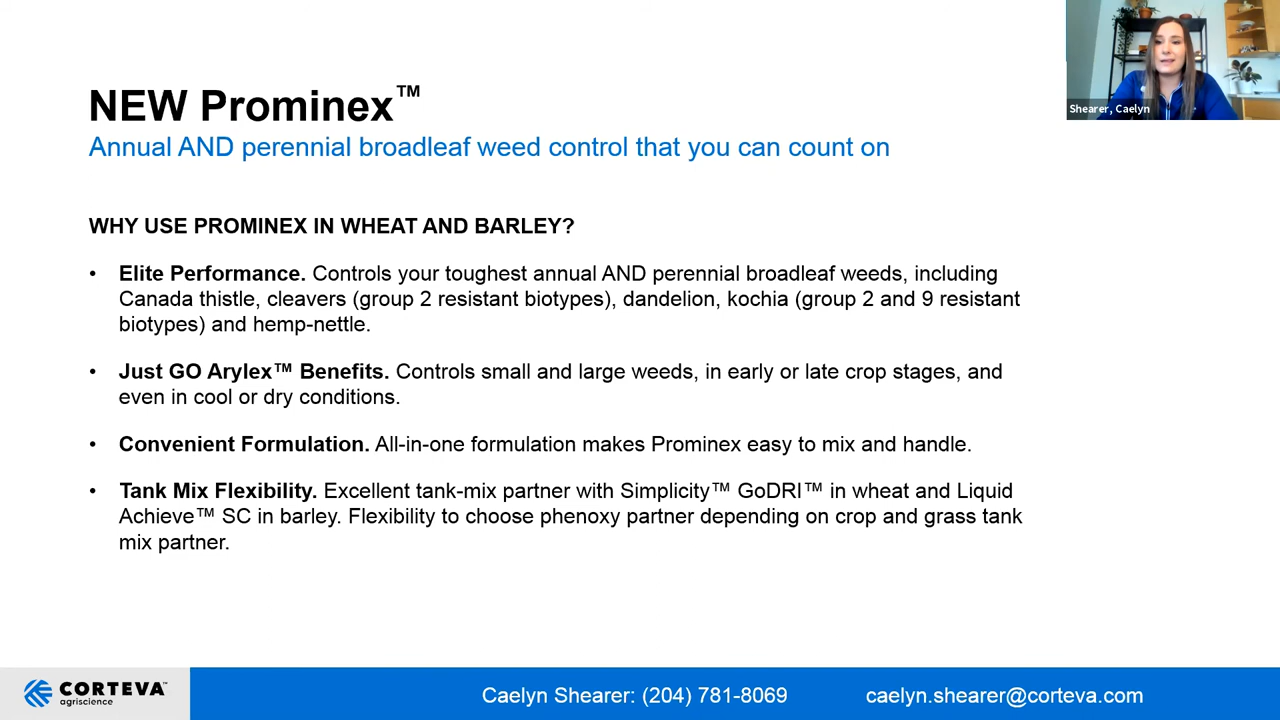 NEW Prominex™
Annual AND perennial broadleaf weed control that you can count on
Shearer, Caelyn
WHY USE PROMINEX IN WHEAT AND BARLEY?
• Elite Performance. Controls your toughest annual AND perennial broadleaf weeds, including
Canada thistle, cleavers (group 2 resistant biotypes), dandelion, kochia (group 2 and 9 resistant
biotypes) and hemp-nettle.
• Just GO Arylex™ Benefits. Controls small and large weeds, in early or late crop stages, and
even in cool or dry conditions.
• Convenient Formulation. All-in-one formulation makes Prominex easy to mix and handle.
• Tank Mix Flexibility. Excellent tank-mix partner with Simplicity™ GoDRI™ in wheat and Liquid
Achieve™ SC in barley. Flexibility to choose phenoxy partner depending on crop and grass tank
mix partner.
CORTEVA™
agriscience
Caelyn Shearer: (204) 781-8069
caelyn.shearer@corteva.com